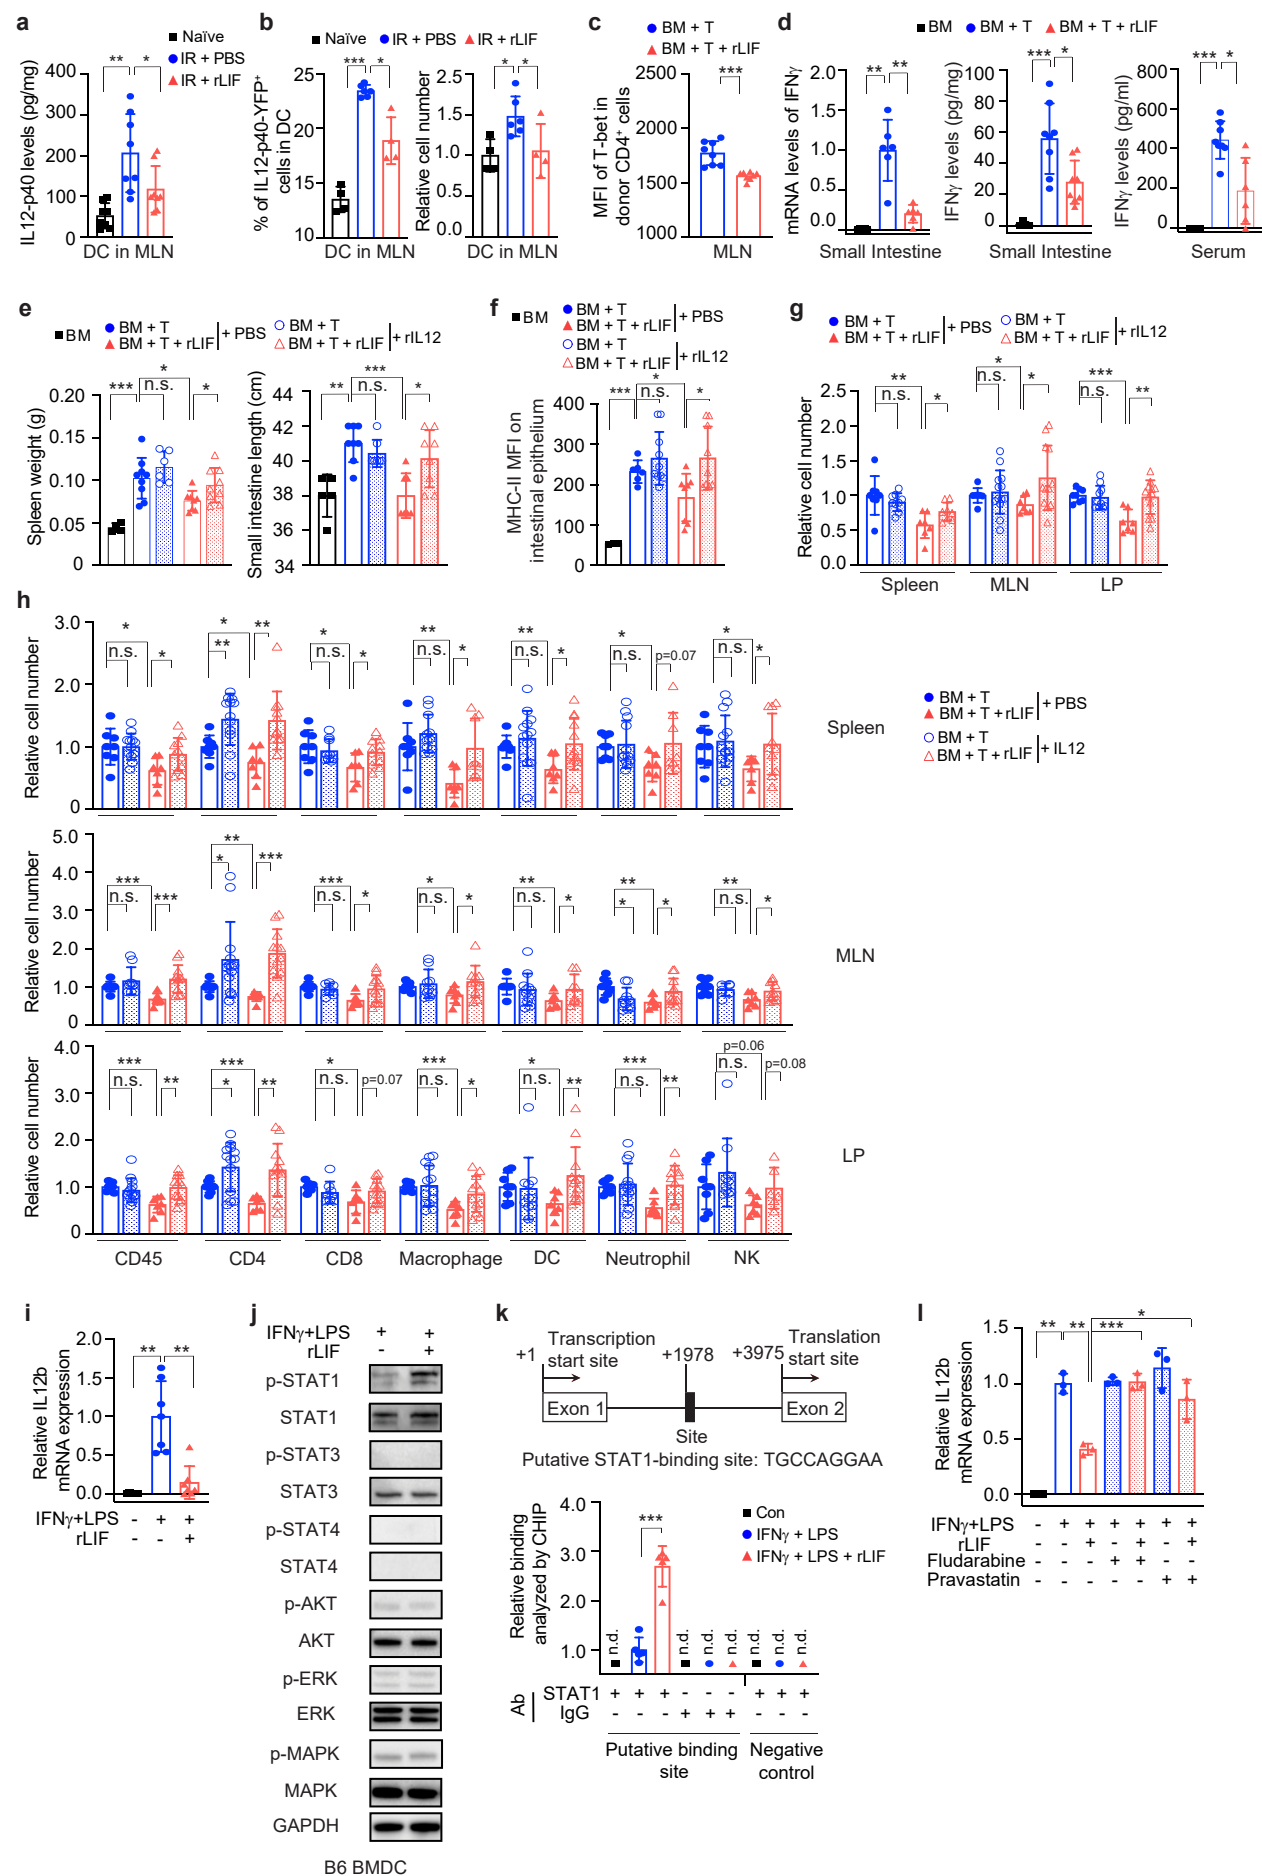 a
Naïve
IR + PBS
IR + rLIF
IL12-p40 levels (pg/mg)
400
300
200
100
0
** *
DC in MLN
b
Naïve IR + PBS IR + rLIF
% of IL12-p40-YFP+
cells in DC
25
20
15
10
*** *
DC in MLN
Relative cell number
2.0
1.5
1.0
0.5
0.0
* *
DC in MLN
c
BM + T
BM + T + rLIF
MFI of T-bet in
donor CD4+ cells
2500
2000
1500
1000
***
MLN
d
BM BM + T BM + T + rLIF
mRNA levels of IFNγ
2.0
1.5
1.0
0.5
0.0
** **
Small Intestine
IFNγ levels (pg/mg)
100
80
60
40
20
0
*** *
Small Intestine
IFNγ levels (pg/ml)
800
600
400
200
0
*** *
Serum
e
BM
BM + T
BM + T + rLIF
+ PBS
BM + T
BM + T + rLIF
+ rIL12
Spleen weight (g)
0.20
0.15
0.10
0.05
0
*** * n.s. *
Small intestine length (cm)
44
42
40
38
36
34
** *** n.s. *
f
BM
BM + T
BM + T + rLIF
+ PBS
BM + T
BM + T + rLIF
+ rIL12
MHC-II MFI on
intestinal epithelium
400
300
200
100
0
*** * n.s. *
g
BM + T
BM + T + rLIF
+ PBS
BM + T
BM + T + rLIF
+ rIL12
Relative cell number
2.5
2.0
1.5
1.0
0.5
0.0
** n.s. *
* n.s. *
*** n.s. **
Spleen MLN LP
h
Relative cell number
3.0
2.0
1.0
0
* n.s. *
* ** **
* n.s. *
** n.s. *
** n.s. *
* n.s. p=0.07
* n.s. *
Spleen
BM + T
BM + T + rLIF
+ PBS
BM + T
BM + T + rLIF
+ IL12
Relative cell number
5.0
4.0
3.0
2.0
1.0
0
*** n.s. ***
** * ***
*** n.s. *
* n.s. *
** n.s. *
** * *
** n.s. *
MLN
Relative cell number
4.0
3.0
2.0
1.0
0
*** n.s. **
*** * **
* n.s. p=0.07
*** n.s. *
* n.s. **
*** n.s. **
p=0.06 n.s. p=0.08
LP
CD45 CD4 CD8 Macrophage DC Neutrophil NK
i
Relative IL12b
mRNA expression
2.0
1.5
1.0
0.5
0.0
** **
IFNγ+LPS - + +
rLIF - - +
j
IFNγ+LPS + +
rLIF - +
p-STAT1
STAT1
p-STAT3
STAT3
p-STAT4
STAT4
p-AKT
AKT
p-ERK
ERK
p-MAPK
MAPK
GAPDH
B6 BMDC
k
Transcription
start site
Translation
start site
+1 +1978 +3975
Exon 1 Exon 2
Site
Putative STAT1-binding site: TGCCAGGAA
Relative binding
analyzed by CHIP
4.0
3.0
2.0
1.0
***
Con
IFNγ + LPS
IFNγ + LPS + rLIF
n.d. n.d. n.d. n.d. n.d. n.d. n.d.
Ab
STAT1 + + + - - - + + +
IgG - - - + + + - - -
Putative binding
site
Negative
control
l
Relative IL12b
mRNA expression
1.5
1.0
0.5
0.0
** ** *** *
IFNγ+LPS - + + + + + +
rLIF - - + - + - +
Fludarabine - - - + + - -
Pravastatin - - - - - + +